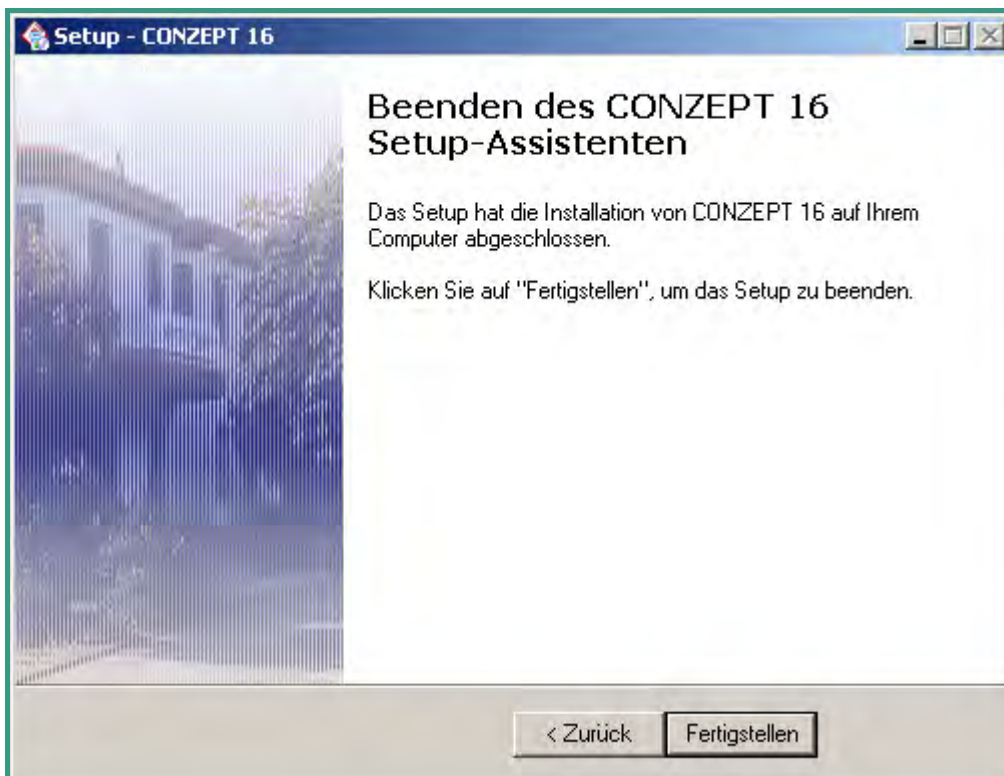 Setup - CONZEPT 16
Beenden des CONZEPT 16
Setup-Assistenten
Das Setup hat die Installation von CONZEPT 16 auf Ihrem
Computer abgeschlossen.
Klicken Sie auf "Fertigstellen", um das Setup zu beenden.
< Zurück
Fertigstellen